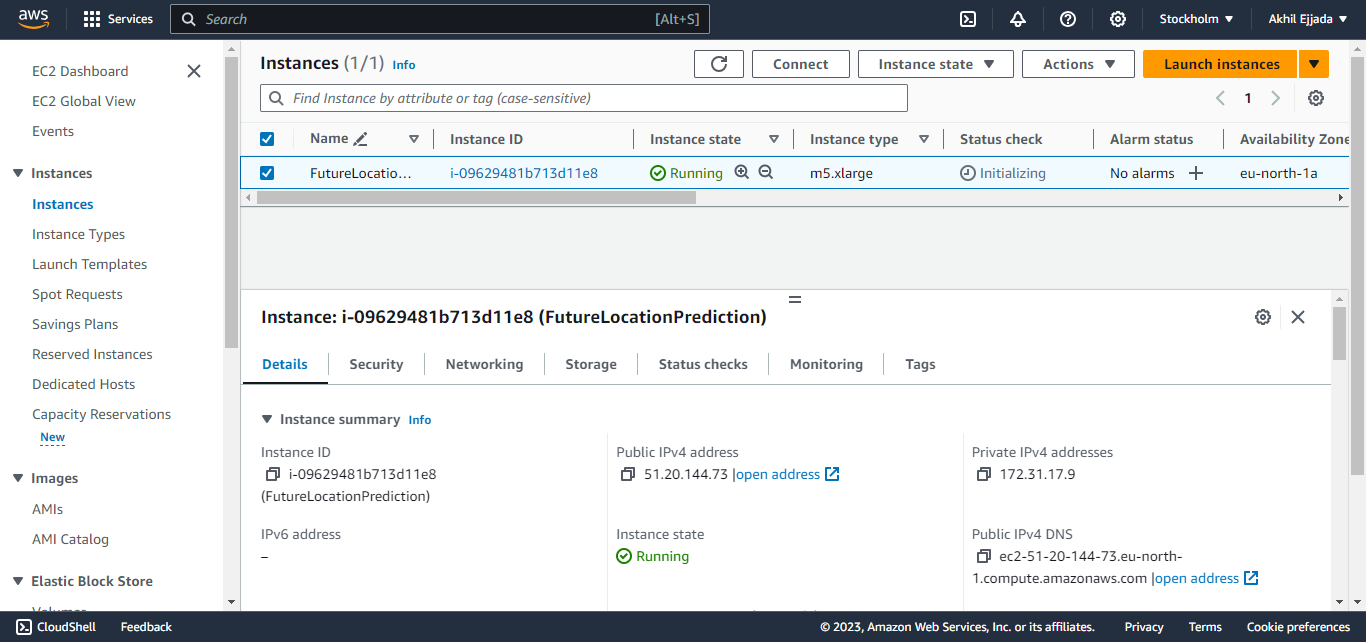 aws
Services
Search
[Alt+S]
Stockholm
Akhil Ejjada
EC2 Dashboard
EC2 Global View
Events
Instances
Instances
Instance Types
Launch Templates
Spot Requests
Savings Plans
Reserved Instances
Dedicated Hosts
Capacity Reservations
New
Images
AMIs
AMI Catalog
Elastic Block Store
Volumes
Instances (1/1) Info
Connect
Instance state
Actions
Launch instances
Find Instance by attribute or tag (case-sensitive)
1
Name
Instance ID
Instance state
Instance type
Status check
Alarm status
Availability Zone
FutureLocatio...
i-09629481b713d11e8
Running
m5.xlarge
Initializing
No alarms
eu-north-1a
Instance: i-09629481b713d11e8 (FutureLocationPrediction)
Details
Security
Networking
Storage
Status checks
Monitoring
Tags
Instance summary Info
Instance ID
i-09629481b713d11e8
(FutureLocationPrediction)
Public IPv4 address
51.20.144.73 |open address
Private IPv4 addresses
172.31.17.9
IPv6 address
–
Instance state
Running
Public IPv4 DNS
ec2-51-20-144-73.eu-north-
1.compute.amazonaws.com |open address
CloudShell
Feedback
© 2023, Amazon Web Services, Inc. or its affiliates.
Privacy
Terms
Cookie preferences